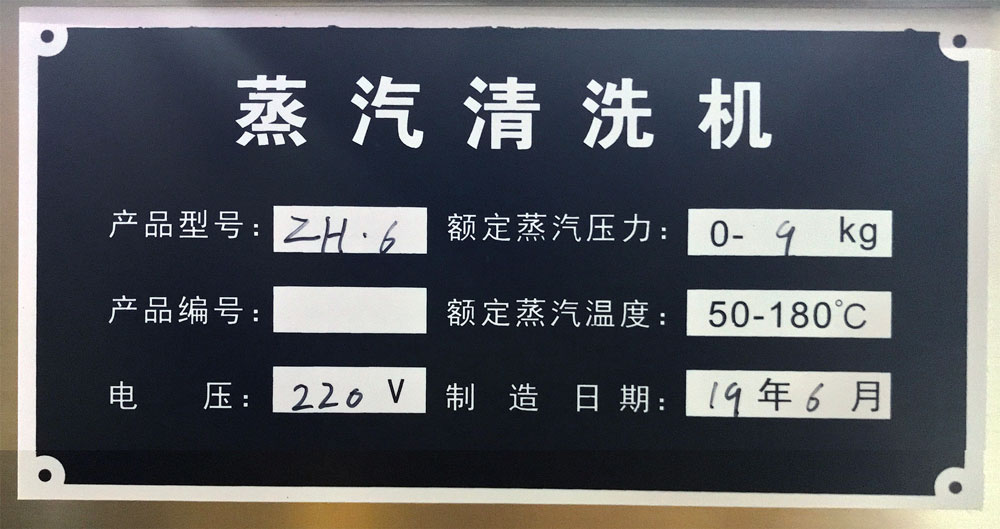 蒸汽清洗机
产品型号: ZH·6 额定蒸汽压力: 0-9 kg
产品编号: 额定蒸汽温度: 50-180℃
电 压: 220 V 制造日期: 19年6月